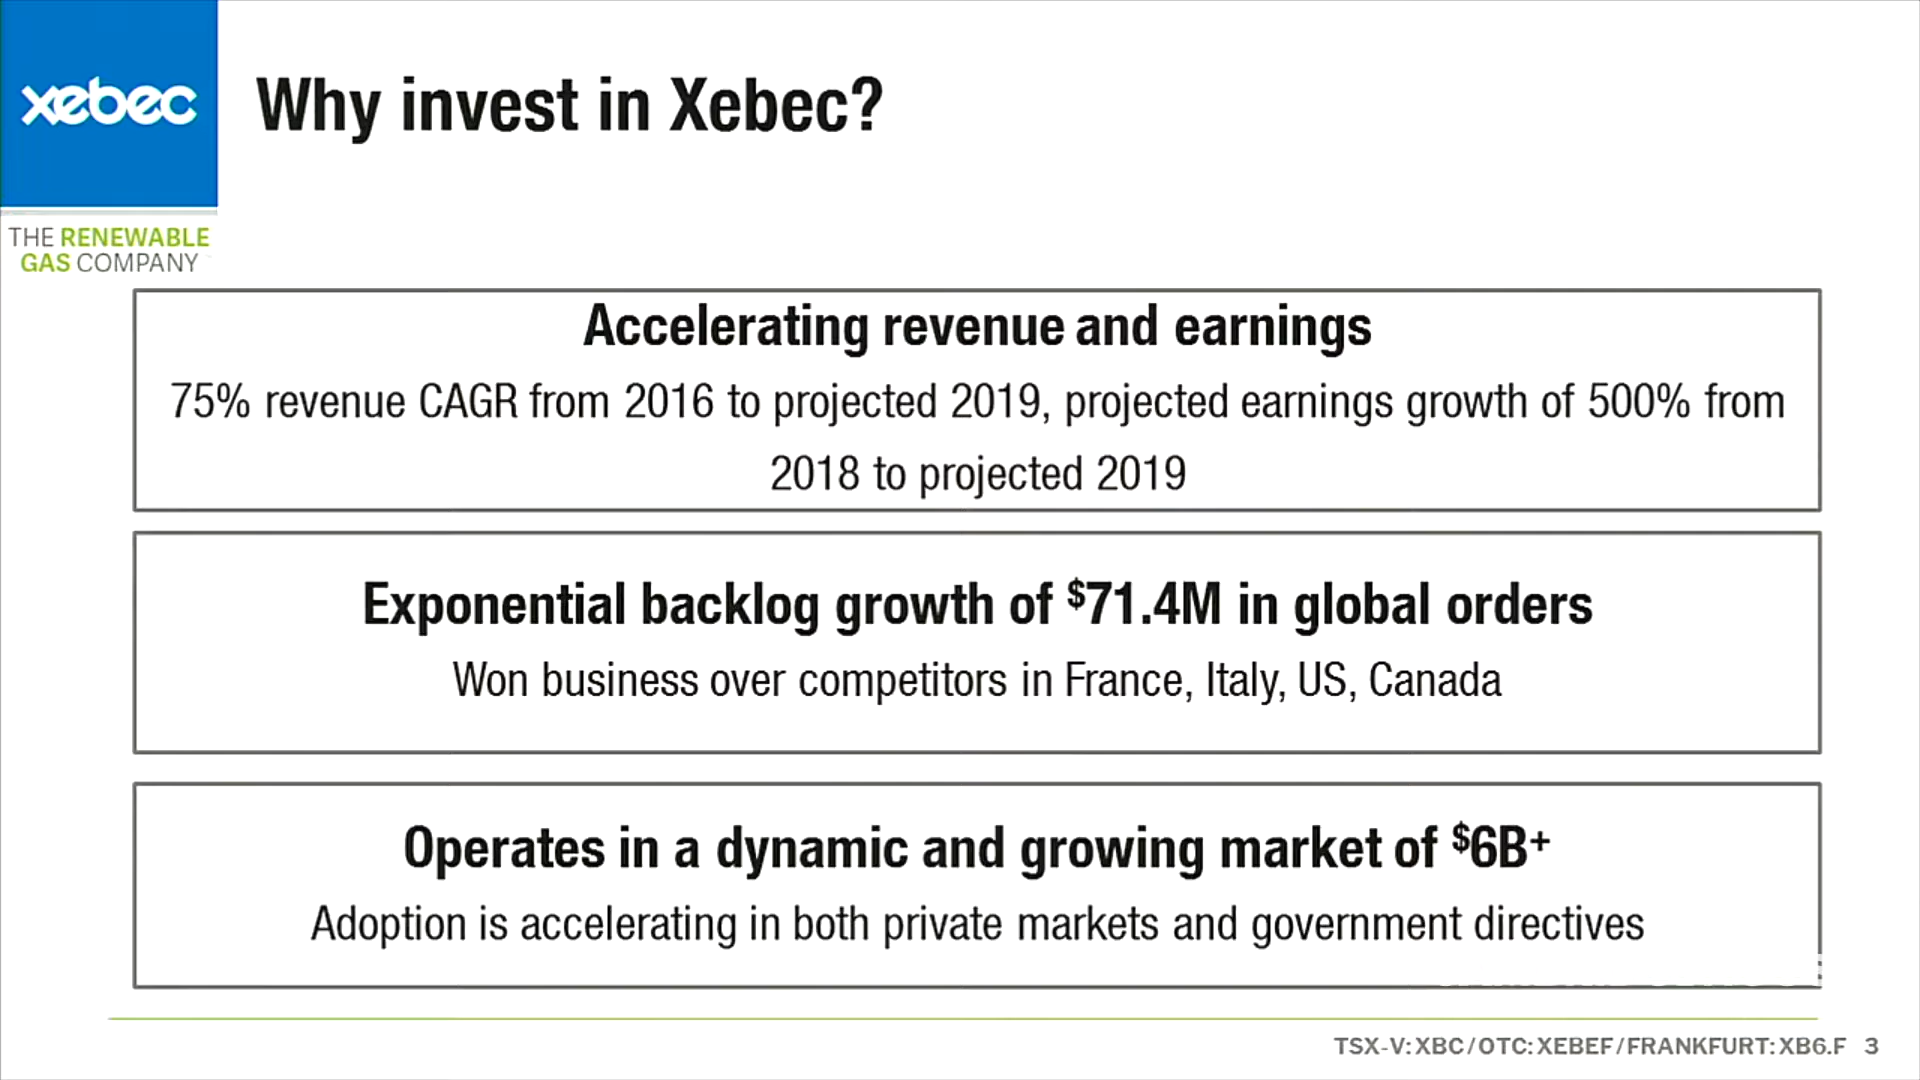 xebec
Why invest in Xebec?
THE RENEWABLE
GAS COMPANY
Accelerating revenue and earnings
75% revenue CAGR from 2016 to projected 2019, projected earnings growth of 500% from
2018 to projected 2019
Exponential backlog growth of $71.4M in global orders
Won business over competitors in France, Italy, US, Canada
Operates in a dynamic and growing market of $6B+
Adoption is accelerating in both private markets and government directives
TSX-V:XBC/OTC:XEBEF/FRANKFURT:XB6.F 3